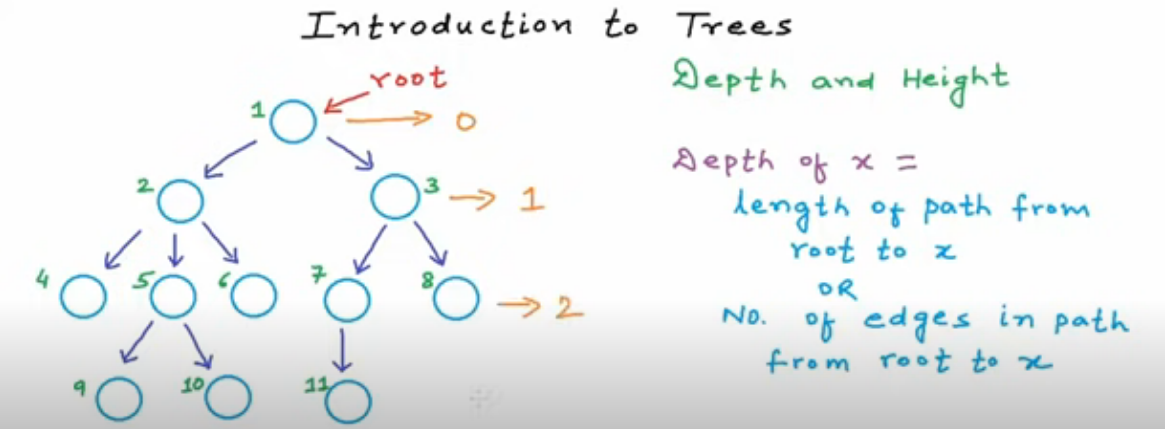 Introduction to Trees
Depth and Height
root
1
0
Depth of x =
2
3
1
length of path from
root to x
OR
4
5
6
7
8
2
No. of edges in path
from root to x
9
10
11